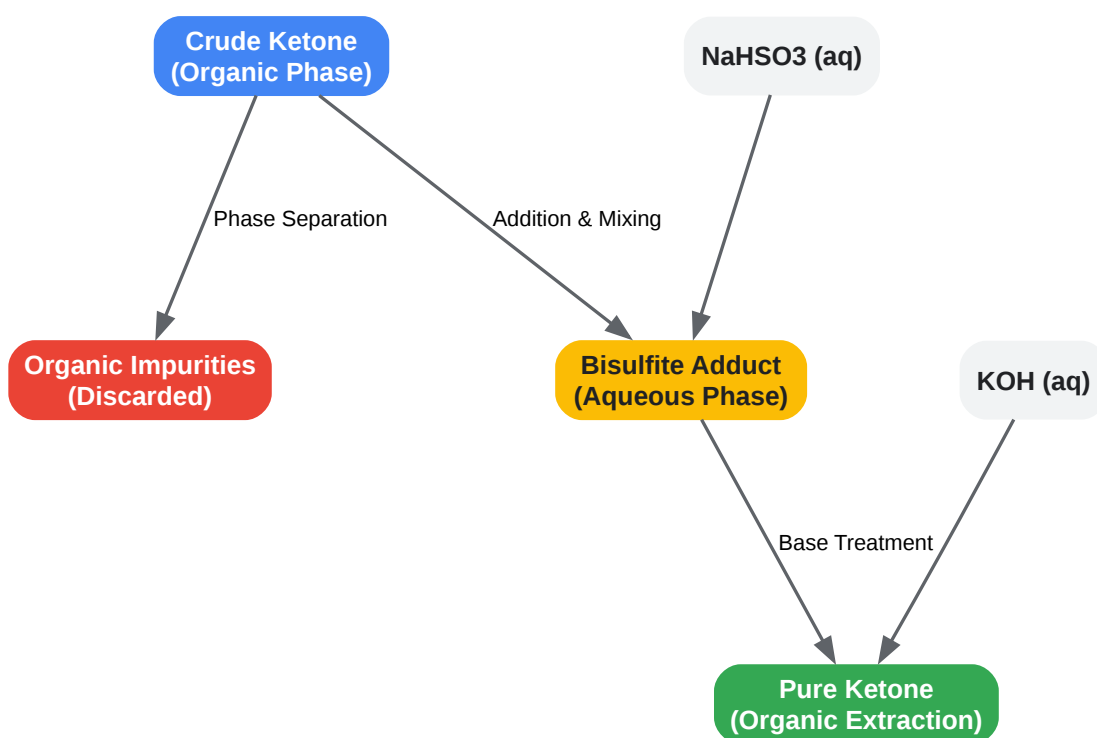 Crude Ketone
(Organic Phase)
NaHSO3 (aq)
Phase Separation
Addition & Mixing
Organic Impurities
(Discarded)
Bisulfite Adduct
(Aqueous Phase)
KOH (aq)
Base Treatment
Pure Ketone
(Organic Extraction)